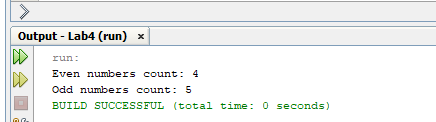 Output - Lab4 (run) ×
run:
Even numbers count: 4
Odd numbers count: 5
BUILD SUCCESSFUL (total time: 0 seconds)